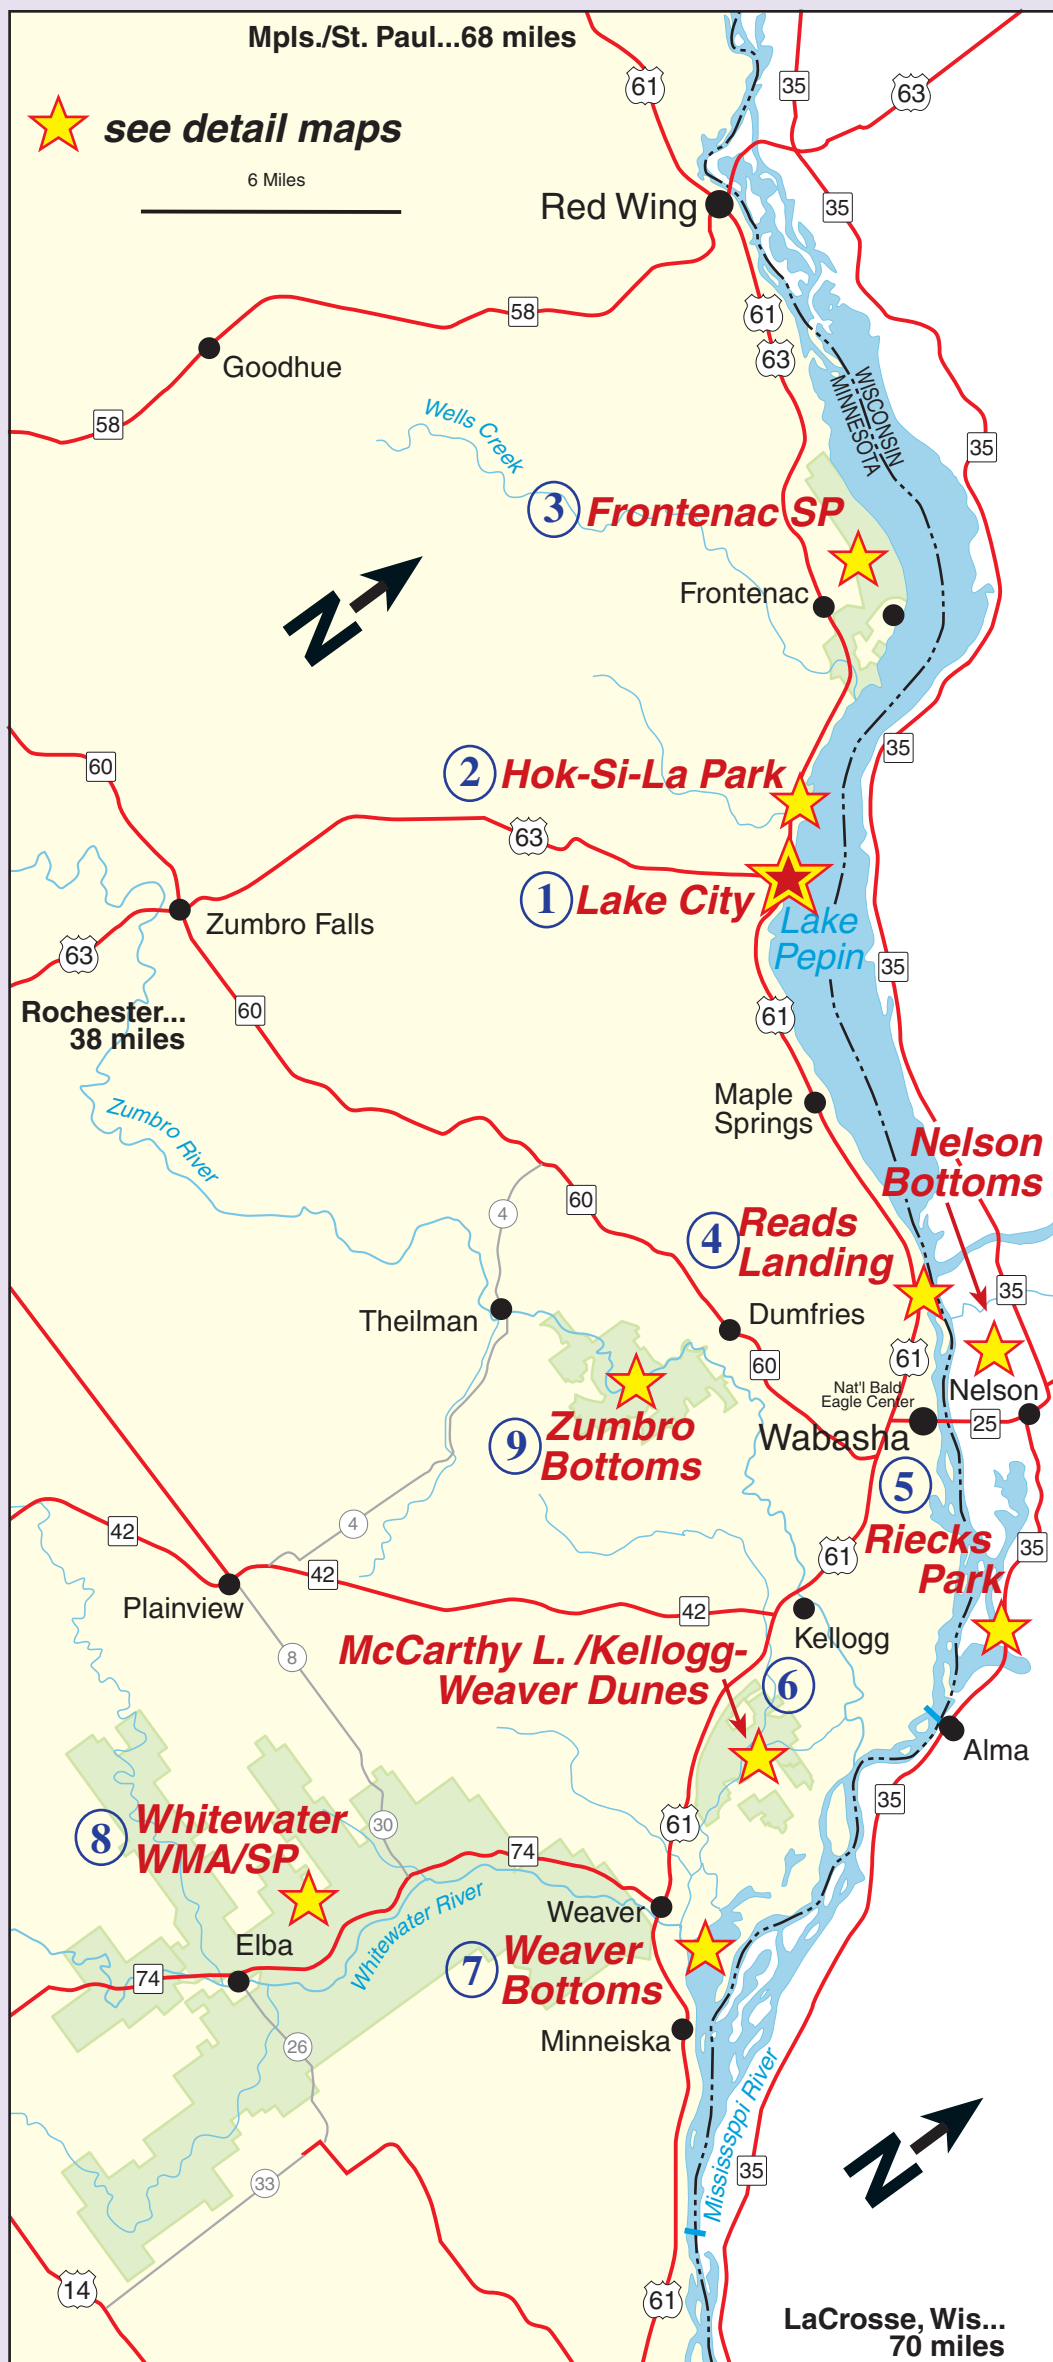 Mpls./St. Paul...68 miles
61
35
63
see detail maps
6 Miles
Red Wing
35
58
61
63
Goodhue
58
WISCONSIN
MINNESOTA
Wells Creek
35
3 Frontenac SP
Frontenac
N
60
35
2 Hok-Si-La Park
63
1 Lake City
Zumbro Falls
Lake
Pepin
63
35
Rochester...
38 miles
60
61
Maple
Springs
Zumbro River
Nelson
Bottoms
60
4
4 Reads
Landing
35
Theilman
Dumfries
61
60
Nat'l Bald
Eagle Center
Nelson
Wabasha
25
9 Zumbro
Bottoms
5
Riecks
Park
42
4
61
35
42
Plainview
42
Kellogg
8
McCarthy L. /Kellogg-
Weaver Dunes
6
Alma
35
8 Whitewater
WMA/SP
30
61
74
Whitewater River
Weaver
Elba
7 Weaver
Bottoms
74
26
Minneiska
Mississsppi River
N
33
35
14
61
LaCrosse, Wis...
70 miles